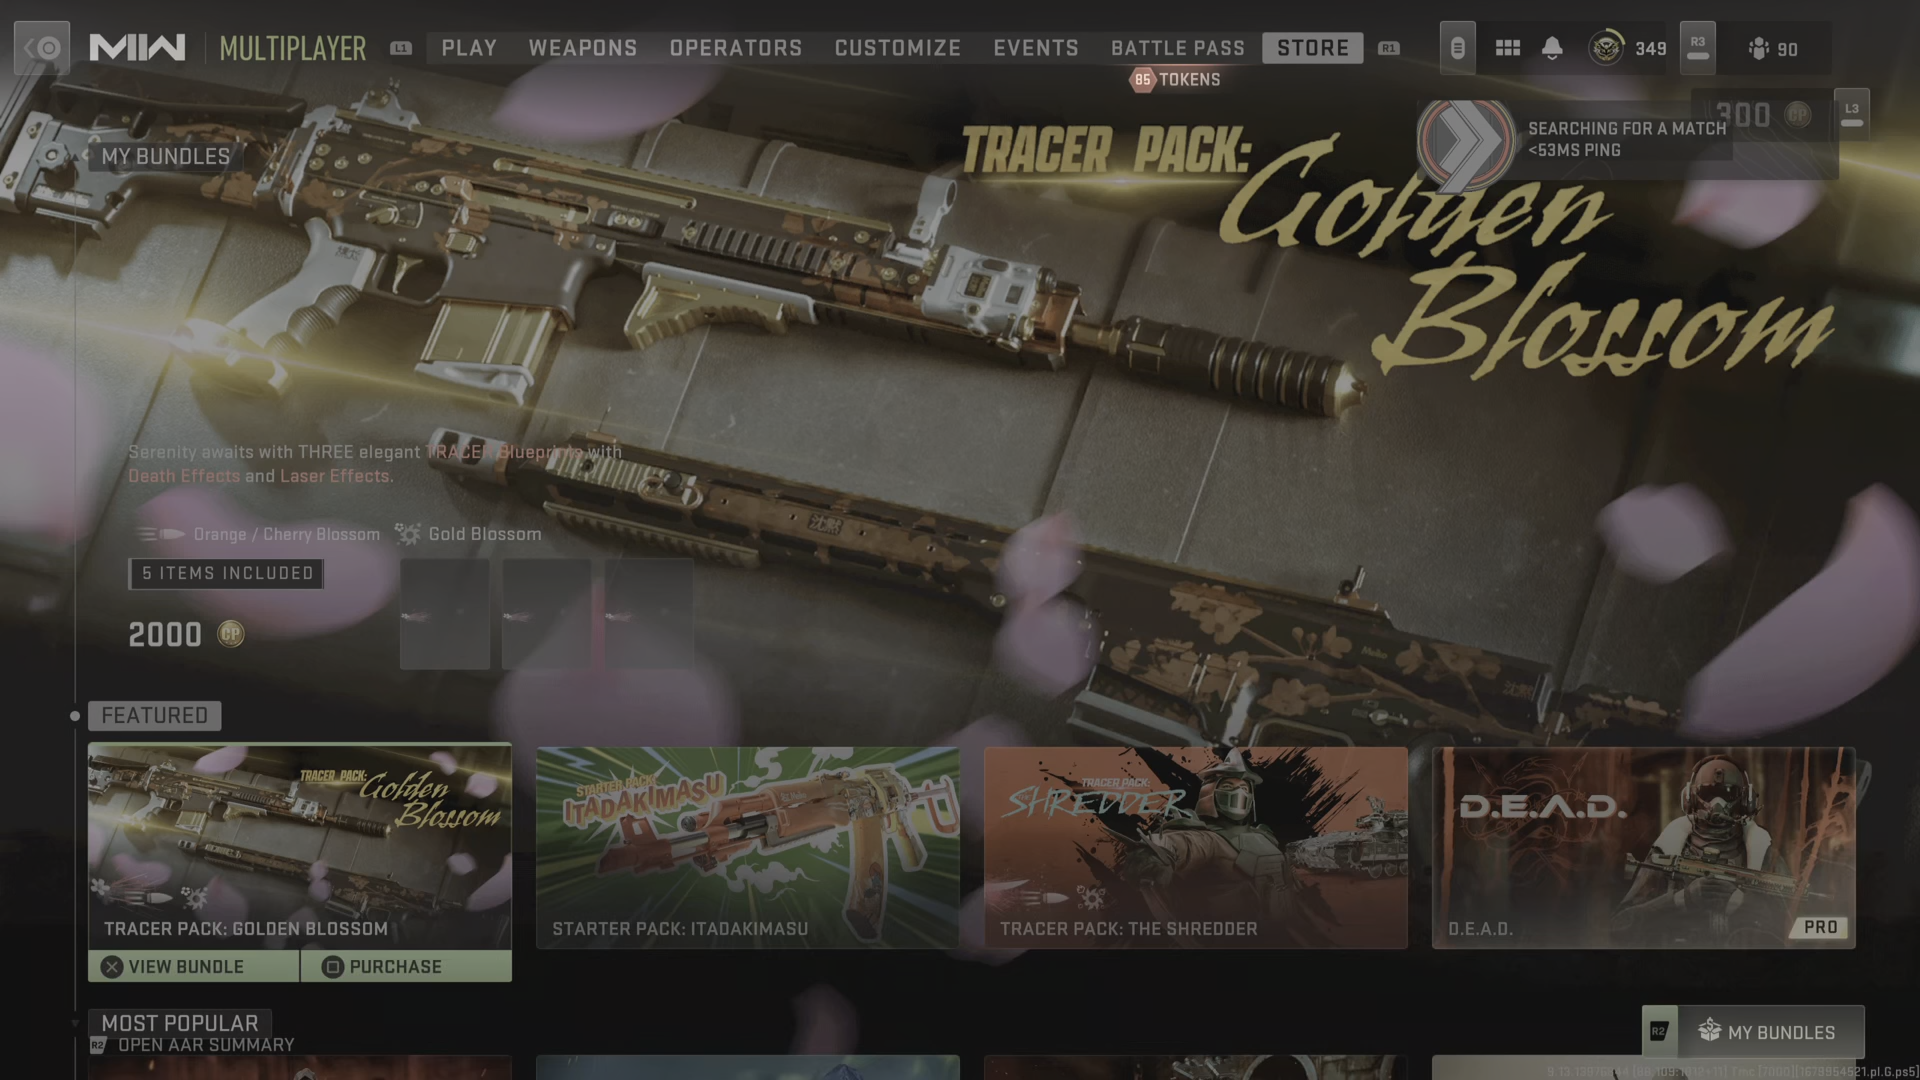 MW MULTIPLAYER L1 PLAY WEAPONS OPERATORS CUSTOMIZE EVENTS BATTLE PASS STORE R1 349 R3 90
85 TOKENS
300 CP L3
SEARCHING FOR A MATCH
<53MS PING
MY BUNDLES
TRACER PACK:
Golden
Blossom
Serenity awaits with THREE elegant TRACER Blueprints with
Death Effects and Laser Effects.
Orange / Cherry Blossom Gold Blossom
5 ITEMS INCLUDED
2000 CP
FEATURED
TRACER PACK:
Golden
Blossom
TRACER PACK: GOLDEN BLOSSOM
VIEW BUNDLE PURCHASE
STARTER PACK:
ITADAKIMASU
STARTER PACK: ITADAKIMASU
TRACER PACK:
SHREDDER
TRACER PACK: THE SHREDDER
D.E.A.D.
D.E.A.D.
PRO
MOST POPULAR
R2 OPEN AAR SUMMARY
R2 MY BUNDLES